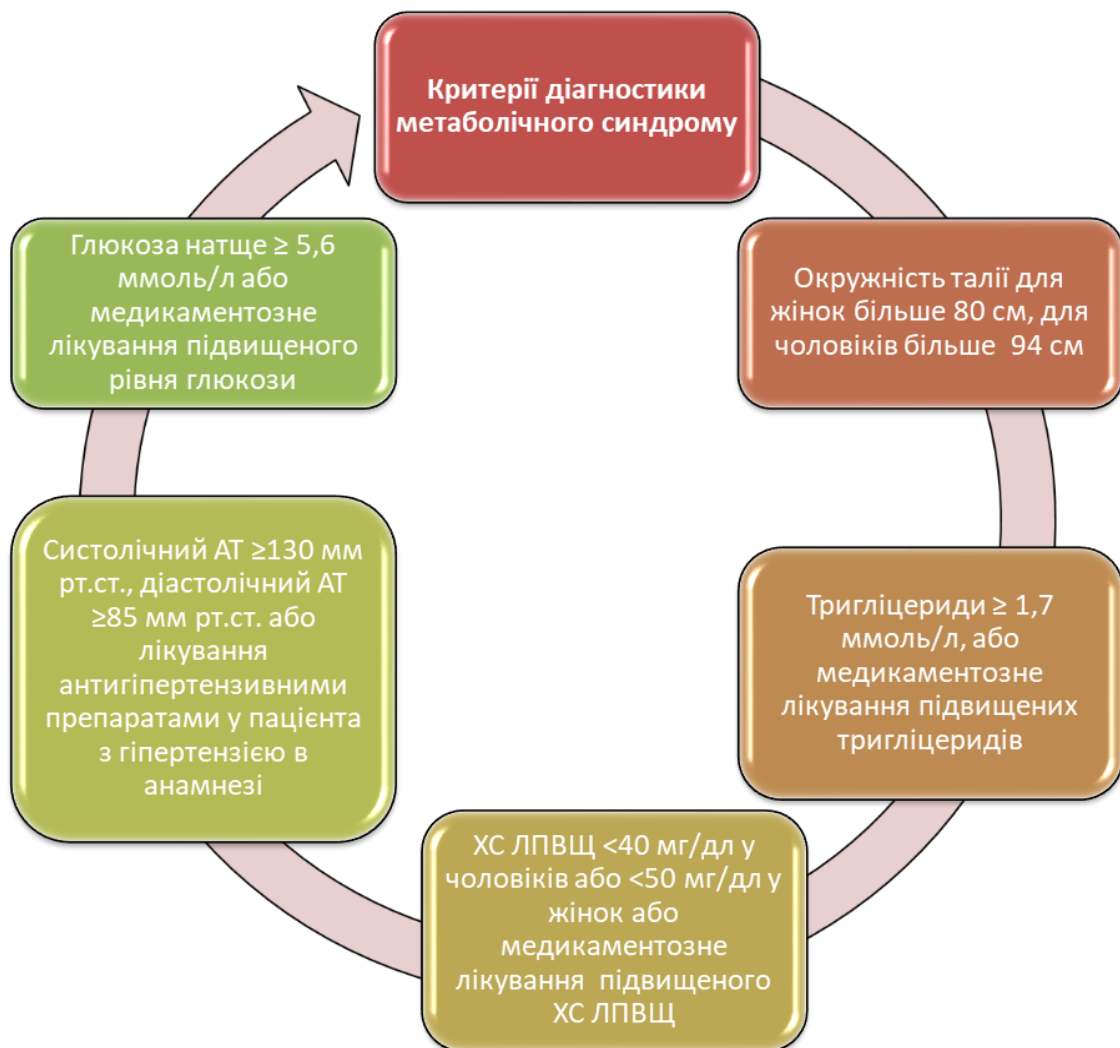 Критерії діагностики
метаболічного синдрому
Окружність талії для
жінок більше 80 см, для
чоловіків більше  94 см
Тригліцериди ≥ 1,7
ммоль/л, або
медикаментозне
лікування підвищених
тригліцеридів
ХС ЛПВЩ <40 мг/дл у
чоловіків або <50 мг/дл у
жінок або
медикаментозне
лікування  підвищеного
ХС ЛПВЩ
Систолічний АТ ≥130 мм
рт.ст., діастолічний АТ
≥85 мм рт.ст. або
лікування
антигіпертензивними
препаратами у пацієнта
з гіпертензією в
анамнезі
Глюкоза натще ≥ 5,6
ммоль/л або
медикаментозне
лікування підвищеного
рівня глюкози